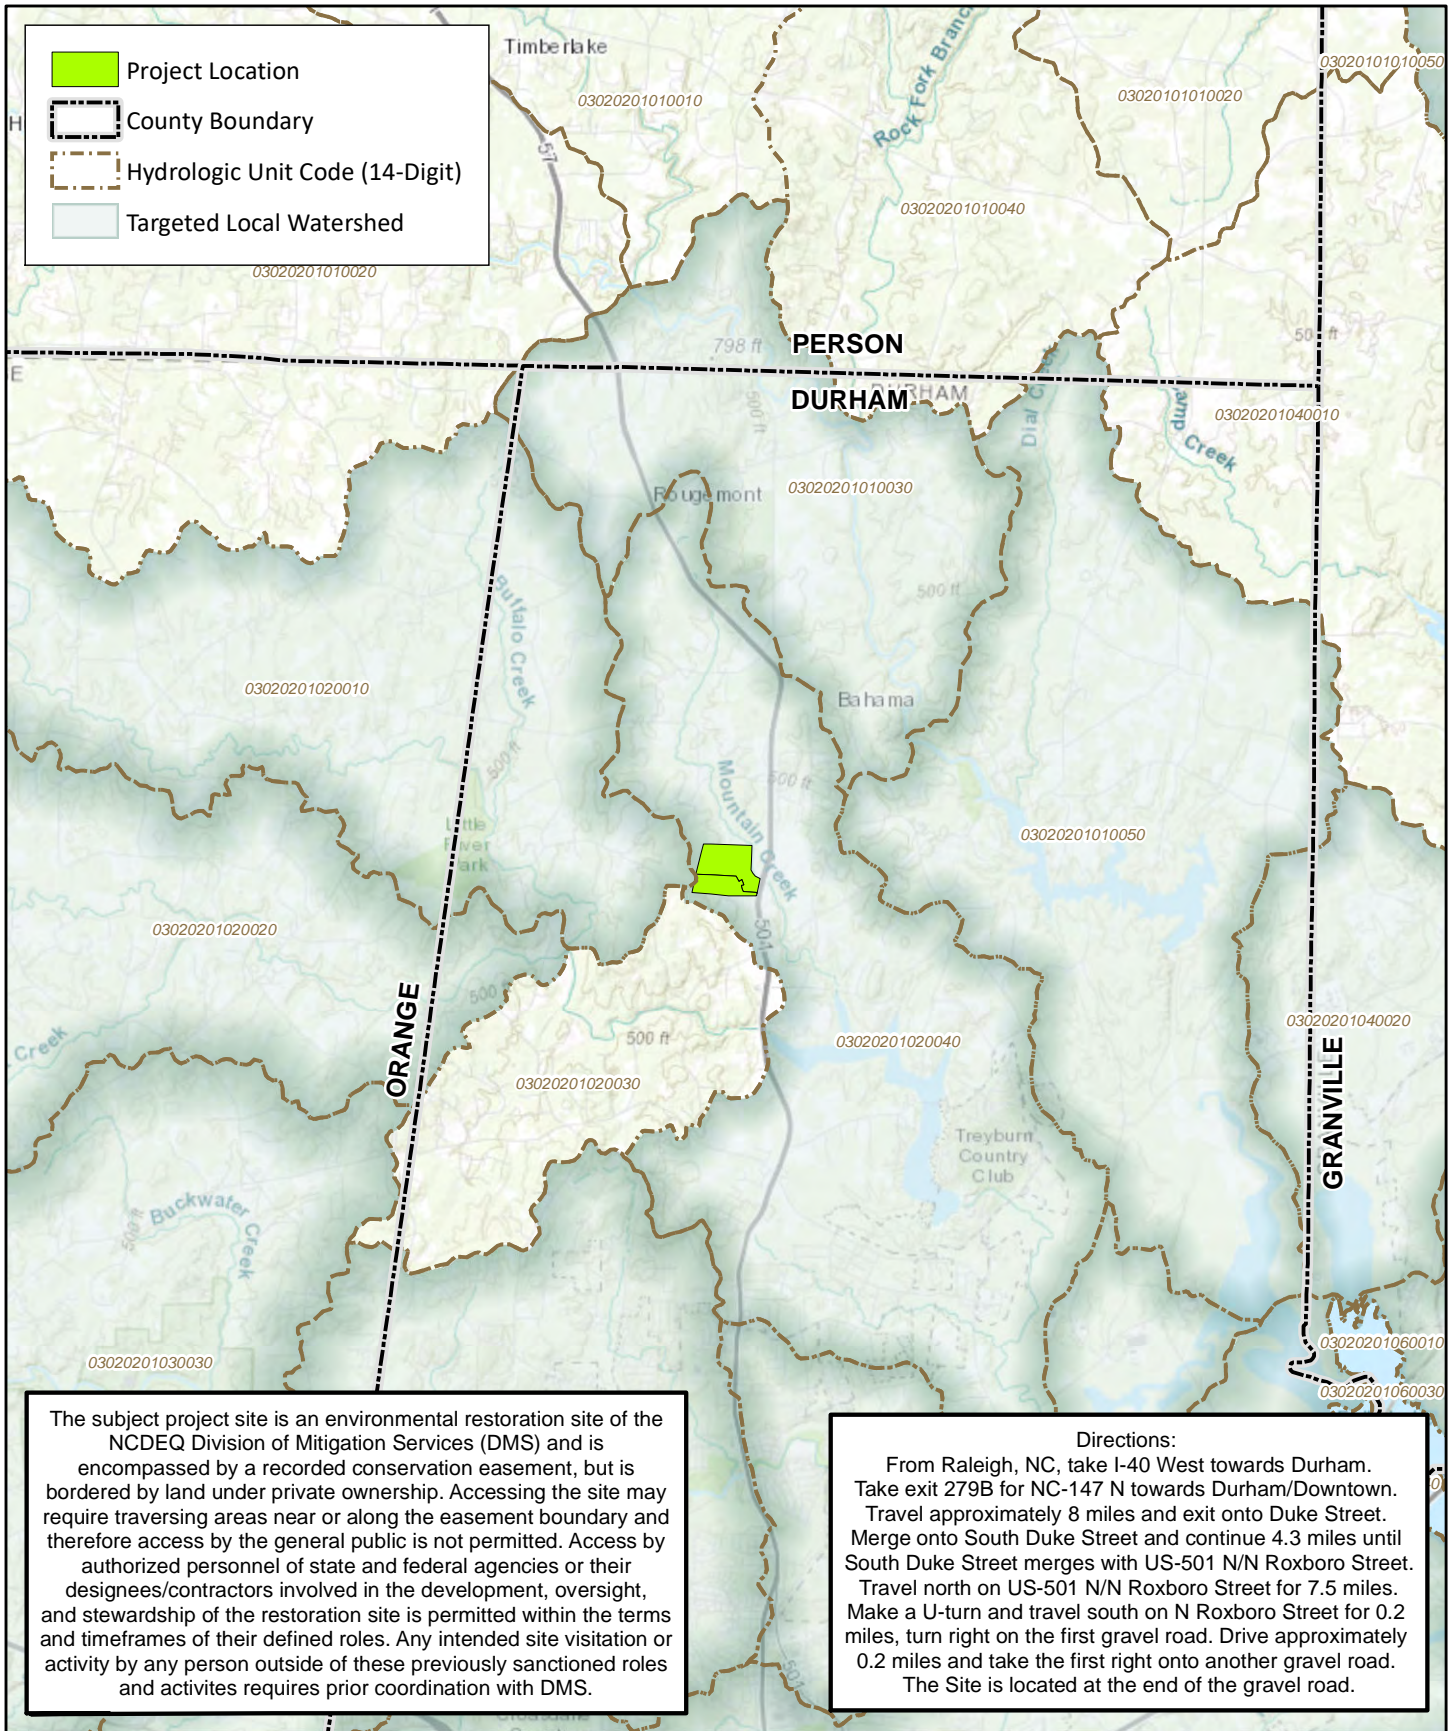 Project Location
County Boundary
Hydrologic Unit Code (14-Digit)
Targeted Local Watershed
Timberlake
03020201010010
Rock Fork Branch
03020101010020
03020101010050
H
57
03020201010040
03020201010020
798 ft
PERSON
500 ft
E
DURHAM
DURHAM
Dial Creek
500 ft
Creek
03020201040010
Rougemont
03020201010030
500 ft
Buffalo Creek
03020201020010
Bahama
500 ft
Mountain Creek
500 ft
Little
River
Park
03020201010050
03020201020020
501
500 ft
ORANGE
Creek
500 ft
03020201020040
03020201040020
03020201020030
GRANVILLE
Treyburn
Country
Club
Buckwater Creek
500 ft
03020201030030
03020201060010
03020201060030
The subject project site is an environmental restoration site of the
NCDEQ Division of Mitigation Services (DMS) and is
encompassed by a recorded conservation easement, but is
bordered by land under private ownership. Accessing the site may
require traversing areas near or along the easement boundary and
therefore access by the general public is not permitted. Access by
authorized personnel of state and federal agencies or their
designees/contractors involved in the development, oversight,
and stewardship of the restoration site is permitted within the terms
and timeframes of their defined roles. Any intended site visitation or
activity by any person outside of these previously sanctioned roles
and activites requires prior coordination with DMS.
Directions:
From Raleigh, NC, take I-40 West towards Durham.
Take exit 279B for NC-147 N towards Durham/Downtown.
Travel approximately 8 miles and exit onto Duke Street.
Merge onto South Duke Street and continue 4.3 miles until
South Duke Street merges with US-501 N/N Roxboro Street.
Travel north on US-501 N/N Roxboro Street for 7.5 miles.
Make a U-turn and travel south on N Roxboro Street for 0.2
miles, turn right on the first gravel road. Drive approximately
0.2 miles and take the first right onto another gravel road.
The Site is located at the end of the gravel road.
501